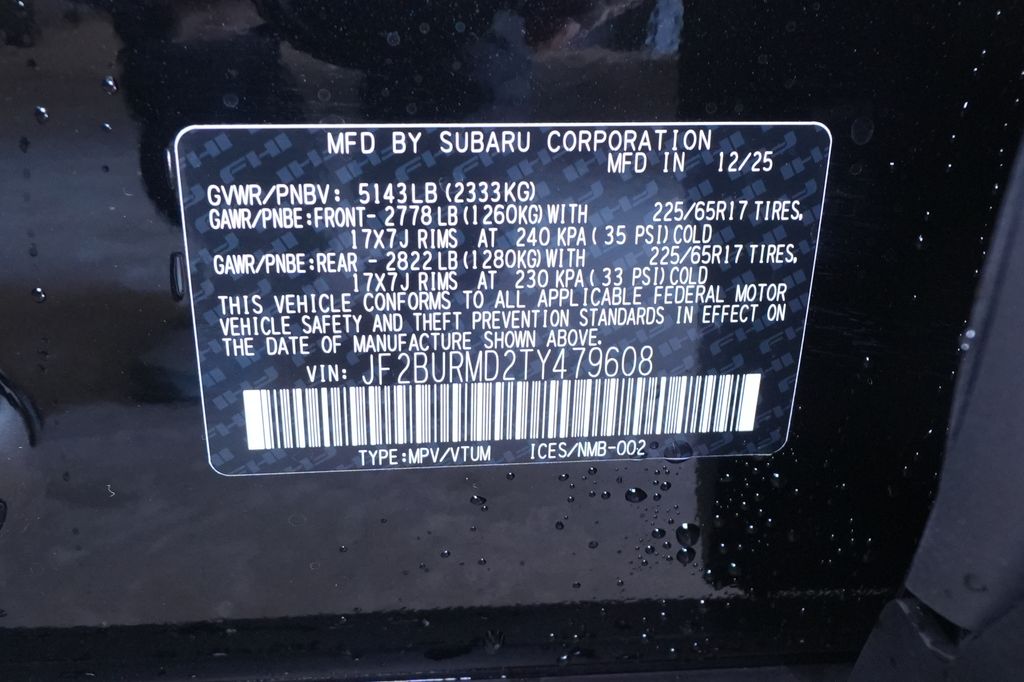 MFD BY SUBARU CORPORATION
MFD IN 12/25
GVWR/PNBV: 5143LB (2333KG)
GAWR/PNBE:FRONT- 2778 LB (1260KG) WITH 225/65R17 TIRES,
17X7J RIMS AT 240 KPA ( 35 PSI) COLD
GAWR/PNBE:REAR - 2822 LB (1280KG) WITH 225/65R17 TIRES,
17X7J RIMS AT 230 KPA ( 33 PSI) COLD
THIS VEHICLE CONFORMS TO ALL APPLICABLE FEDERAL MOTOR
VEHICLE SAFETY AND THEFT PREVENTION STANDARDS IN EFFECT ON
THE DATE OF MANUFACTURE SHOWN ABOVE.
VIN: JF2BURMD2TY479608
TYPE:MPV/VTUM ICES/NMB-002